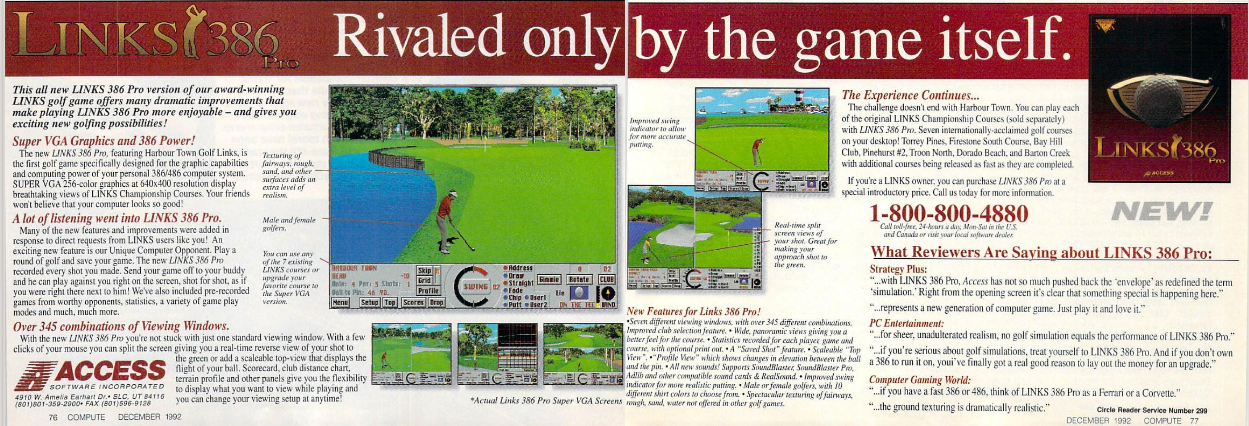 LINKS 386 Pro
Rivaled only by the game itself.
This all new LINKS 386 Pro version of our award-winning
LINKS golf game offers many dramatic improvements that
make playing LINKS 386 Pro more enjoyable – and gives you
exciting new golfing possibilities!
Super VGA Graphics and 386 Power!
The new LINKS 386 Pro, featuring Harbour Town Golf Links, is
the first golf game specifically designed for the graphic capabilties
and computing power of your personal 386/486 computer system.
SUPER VGA 256-color graphics at 640x400 resolution display
breathtaking views of LINKS Championship Courses. Your friends
won't believe that your computer looks so good!
A lot of listening went into LINKS 386 Pro.
Many of the new features and improvements were added in
response to direct requests from LINKS users like you! An
exciting new feature is our Unique Computer Opponent. Play a
round of golf and save your game. The new LINKS 386 Pro
recorded every shot you made. Send your game off to your buddy
and he can play against you right on the screen, shot for shot, as if
you were right there next to him! We've also included pre-recorded
games from worthy opponents, statistics, a variety of game play
modes and much, much more.
Over 345 combinations of Viewing Windows.
With the new LINKS 386 Pro you're not stuck with just one standard viewing window. With a few
clicks of your mouse you can split the screen giving you a real-time reverse view of your shot to
the green or add a scaleable top-view that displays the
flight of your ball. Scorecard, club distance chart,
terrain profile and other panels give you the flexibility
to display what you want to view while playing and
you can change your viewing setup at anytime!
ACCESS
SOFTWARE INCORPORATED
4910 W. Amelia Earhart Dr.• SLC, UT 84116
(801)801-359-2900• FAX (801)596-9128
76 COMPUTE DECEMBER 1992
Texturing of
fairways, rough,
sand, and other
surfaces adds an
extra level of
realism.
Male and female
golfers.
You can use any
of the 7 existing
LINKS courses or
upgrade your
favorite course to
the Super VGA
version.
HARBOUR TOWN
Skip
Grid
Profile
Menu Setup Top Scores Drop
SWING
Address
Draw
Straight
Fade
Chip User1
Putt User2
Gimmie Rotate CLUB
WIND
*Actual Links 386 Pro Super VGA Screens
Improved swing
indicator to allow
for more accurate
putting.
Real-time split
screen views of
your shot. Great for
making your
approach shot to
the green.
New Features for Links 386 Pro!
•Seven different viewing windows, with over 345 different combinations.
Improved club selection feature. • Wide, panoramic views giving you a
better feel for the course. • Statistics recorded for each player, game and
course, with optional print out. • A "Saved Shot" feature. • Scaleable "Top
View". •"Profile View" which shows changes in elevation between the ball
and the pin. • All new sounds! Supports SoundBlaster, SoundBlaster Pro,
Adlib and other compatible sound cards & RealSound. • Improved swing
indicator for more realistic putting. • Male or female golfers, with 10
different shirt colors to choose from. • Spectacular texturing of fairways,
rough, sand, water not offered in other golf games.
The Experience Continues...
The challenge doesn't end with Harbour Town. You can play each
of the original LINKS Championship Courses (sold separately)
with LINKS 386 Pro. Seven internationally-acclaimed golf courses
on your desktop! Torrey Pines, Firestone South Course, Bay Hill
Club, Pinehurst #2, Troon North, Dorado Beach, and Barton Creek
with additional courses being released as fast as they are completed.
If you're a LINKS owner, you can purchase LINKS 386 Pro at a
special introductory price. Call us today for more information.
1-800-800-4880
Call toll-free, 24-hours a day, Mon-Sat in the U.S.
and Canada or visit your local software dealer.
LINKS 386
Pro
ACCESS
NEW!
What Reviewers Are Saying about LINKS 386 Pro:
Strategy Plus:
"...with LINKS 386 Pro, Access has not so much pushed back the 'envelope' as redefined the term
'simulation.' Right from the opening screen it's clear that something special is happening here."
"...represents a new generation of computer game. Just play it and love it."
PC Entertainment:
"...for sheer, unadulterated realism, no golf simulation equals the performance of LINKS 386 Pro."
"...if you're serious about golf simulations, treat yourself to LINKS 386 Pro. And if you don't own
a 386 to run it on, youi've finally got a real good reason to lay out the money for an upgrade."
Computer Gaming World:
"...if you have a fast 386 or 486, think of LINKS 386 Pro as a Ferrari or a Corvette."
"...the ground texturing is dramatically realistic."
Circle Reader Service Number 299
DECEMBER 1992 COMPUTE 77